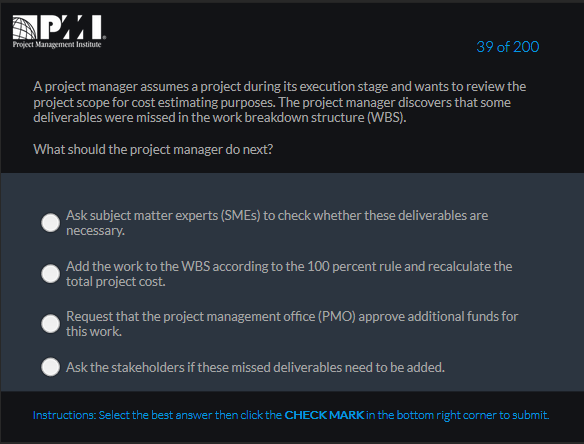 PMI.
Project Management Institute
39 of 200
A project manager assumes a project during its execution stage and wants to review the
project scope for cost estimating purposes. The project manager discovers that some
deliverables were missed in the work breakdown structure (WBS).
What should the project manager do next?
Ask subject matter experts (SMEs) to check whether these deliverables are
necessary.
Add the work to the WBS according to the 100 percent rule and recalculate the
total project cost.
Request that the project management office (PMO) approve additional funds for
this work.
Ask the stakeholders if these missed deliverables need to be added.
Instructions: Select the best answer then click the CHECK MARK in the bottom right corner to submit.